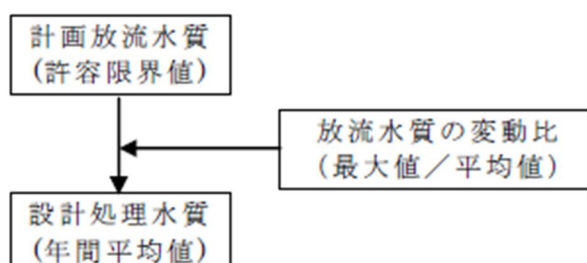 計画放流水質
(許容限界値)
放流水質の変動比
(最大値／平均値)
設計処理水質
(年間平均値)